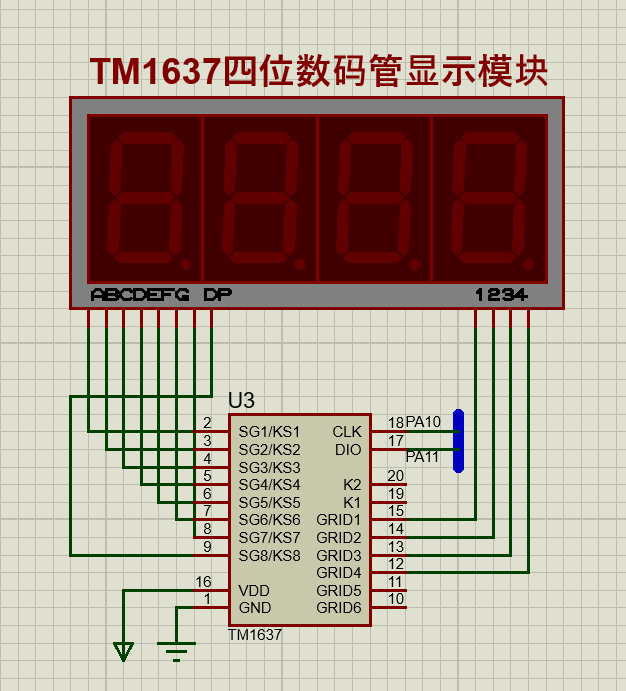 TM1637四位数码管显示模块
ABCDEFG DP 1234
U3
2 SG1/KS1 CLK 18 PA10
3 SG2/KS2 DIO 17
PA11
4 SG3/KS3
5 SG4/KS4 K2 20
6 SG5/KS5 K1 19
7 SG6/KS6 GRID1 15
8 SG7/KS7 GRID2 14
9 SG8/KS8 GRID3 13
GRID4 12
16 VDD GRID5 11
1 GND GRID6 10
TM1637